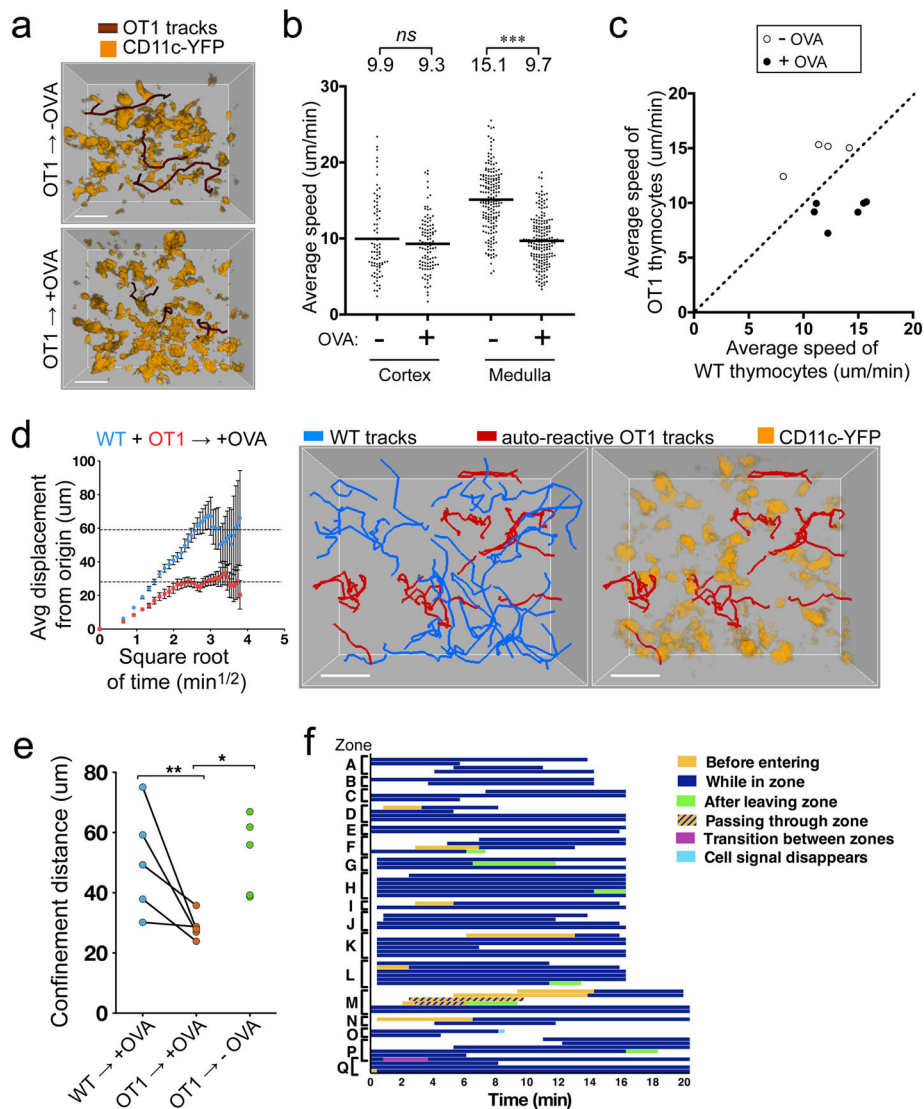 a
OT1 tracks
CD11c-YFP
OT1 → -OVA
OT1 → +OVA
b
ns
***
9.9 9.3 15.1 9.7
Average speed (um/min)
30
20
10
0
OVA: - + - +
Cortex Medulla
c
- OVA
+ OVA
Average speed of
OT1 thymocytes (um/min)
20
15
10
5
0
0 5 10 15 20
Average speed of
WT thymocytes (um/min)
d
WT + OT1 → +OVA
Avg displacement
from origin (um)
100
80
60
40
20
0
0 1 2 3 4 5
Square root
of time (min1/2)
WT tracks
auto-reactive OT1 tracks
CD11c-YFP
e
Confinement distance (um)
80
60
40
20
0
**
*
WT → +OVA
OT1 → +OVA
OT1 → - OVA
f
Zone
A
B
C
D
E
F
G
H
I
J
K
L
M
N
O
P
Q
0 2 4 6 8 10 12 14 16 18 20
Time (min)
Before entering
While in zone
After leaving zone
Passing through zone
Transition between zones
Cell signal disappears